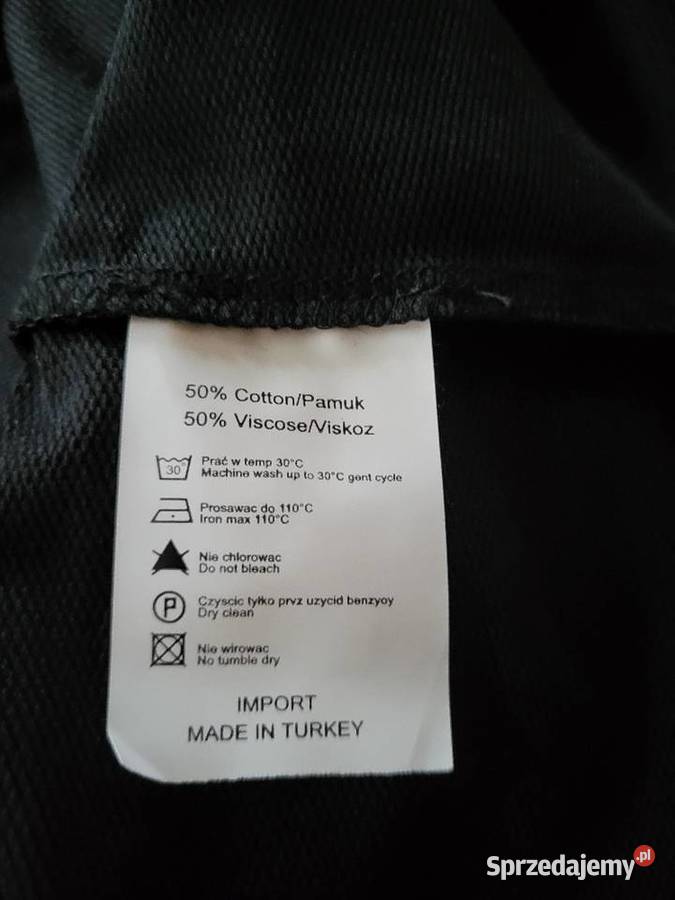 50% Cotton/Pamuk
50% Viscose/Viskoz
30°
Prać w temp 30°C
Machine wash up to 30°C gent cycle
Prosawac do 110°C
Iron max 110°C
Nie chlorowac
Do not bleach
P
Czyscic tyłko prvz uzycid benzyoy
Dry clean
Nie wirowac
No tumble dry
IMPORT
MADE IN TURKEY
Sprzedajemy.pl